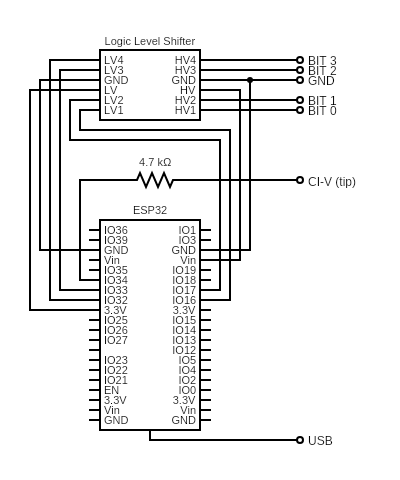 Logic Level Shifter
LV4 HV4 BIT 3
LV3 HV3 BIT 2
GND GND GND
LV HV
LV2 HV2 BIT 1
LV1 HV1 BIT 0
4.7 kΩ
CI-V (tip)
ESP32
IO36 IO1
IO39 IO3
GND GND
Vin Vin
IO35 IO19
IO34 IO18
IO33 IO17
IO32 IO16
3.3V 3.3V
IO25 IO15
IO26 IO14
IO27 IO13
IO12
IO23 IO5
IO22 IO4
IO21 IO2
EN IO0
3.3V 3.3V
Vin Vin
GND GND
USB